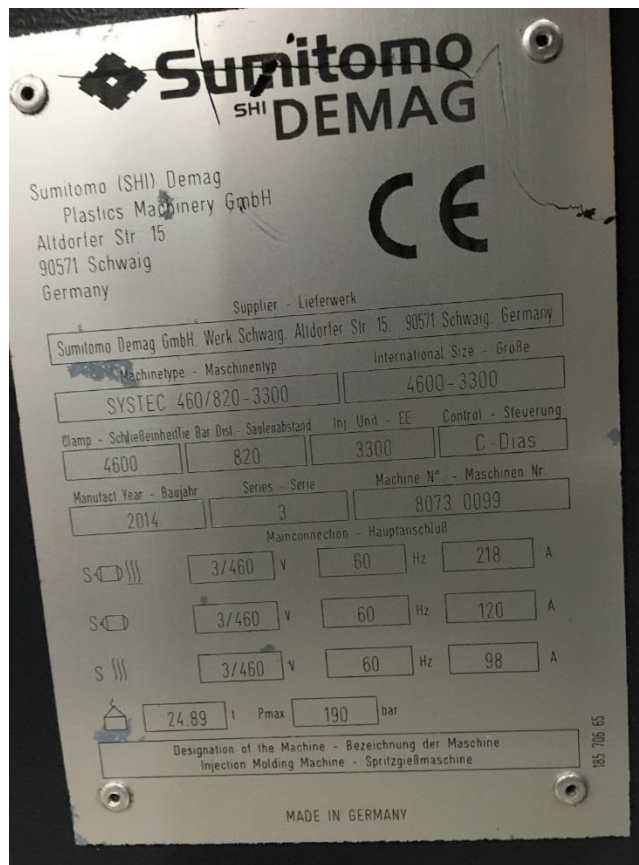 Sumitomo
SHI DEMAG
CE
Sumitomo (SHI) Demag
Plastics Machinery GmbH
Altdorfer Str 15
90571 Schwaig
Germany
Supplier - Lieferwerk
Sumitomo Demag GmbH, Werk Schwaig, Altdorfer Str. 15, 90571 Schwaig, Germany
Machinetype - Maschinentyp International Size - Größe
SYSTEC 460/820-3300 4600-3300
Clamp - Schließeinheit Tie Bar Dist.- Säulenabstand Inj. Unit - EE Control - Steuerung
4600 820 3300 C-Dias
Manufact Year - Baujahr Series - Serie Machine N° - Maschinen Nr.
2014 3 8073 0099
Mainconnection - Hauptanschluß
S 3/460 V 60 Hz 218 A
S 3/460 V 60 Hz 120 A
S 3/460 V 60 Hz 98 A
24.89 t Pmax 190 bar
Designation of the Machine - Bezeichnung der Maschine
Injection Molding Machine - Spritzgießmaschine
185 706 65
MADE IN GERMANY